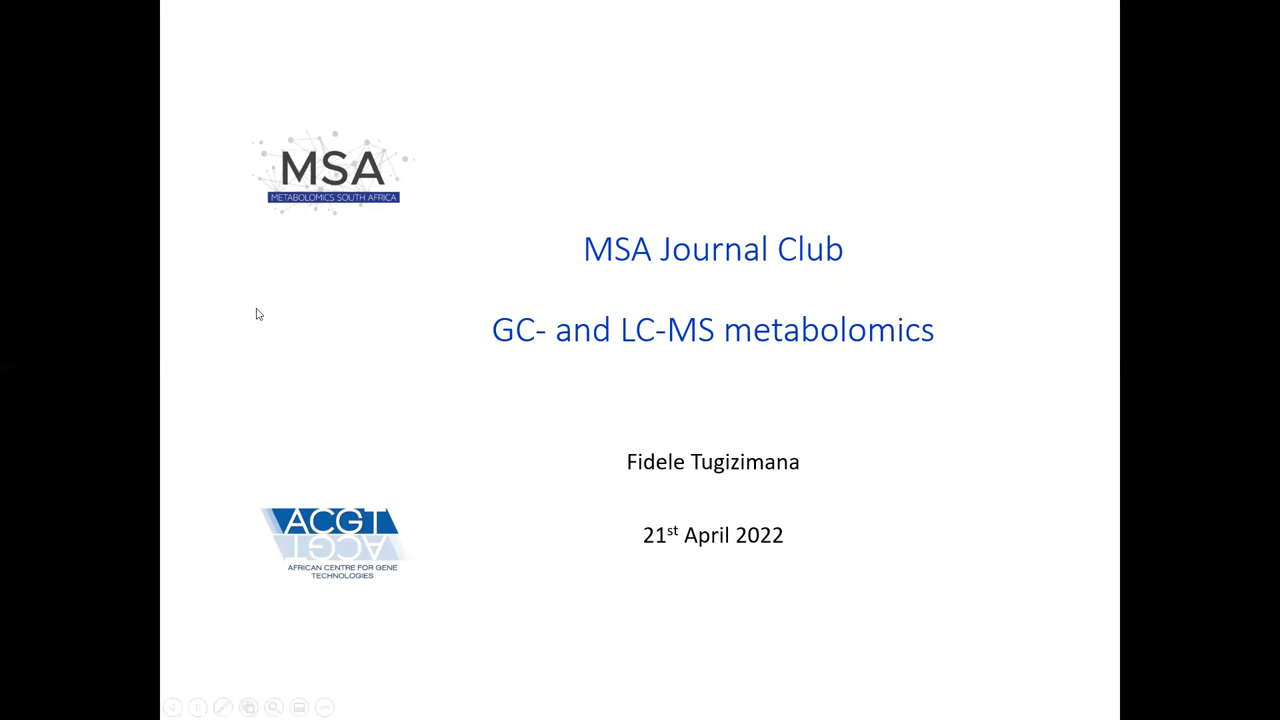 MSA
METABOLOMICS SOUTH AFRICA
MSA Journal Club
GC- and LC-MS metabolomics
Fidele Tugizimana
21st April 2022
ACGT
ACGT
AFRICAN CENTRE FOR GENE
TECHNOLOGIES